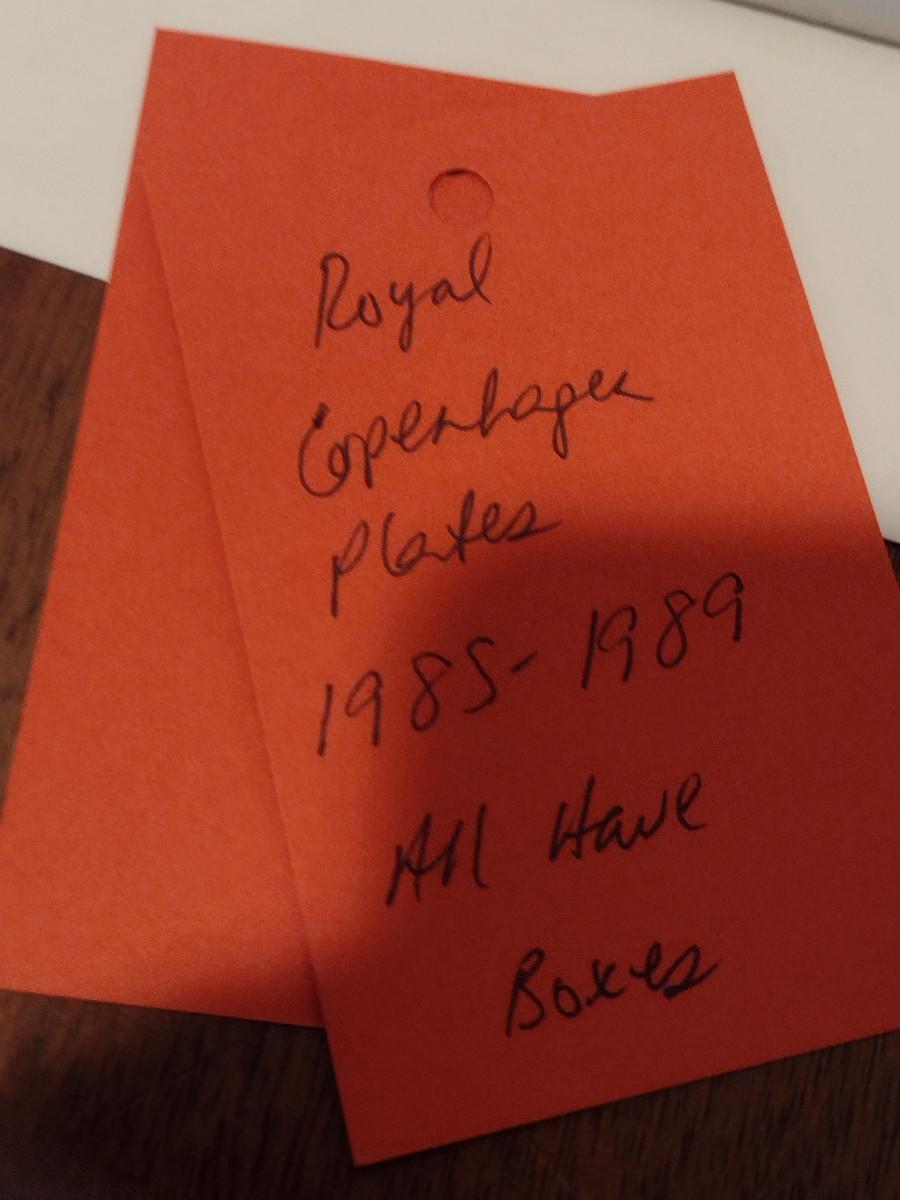 Royal
Copenhagen
Plates
1985-1989
All Have
Boxes